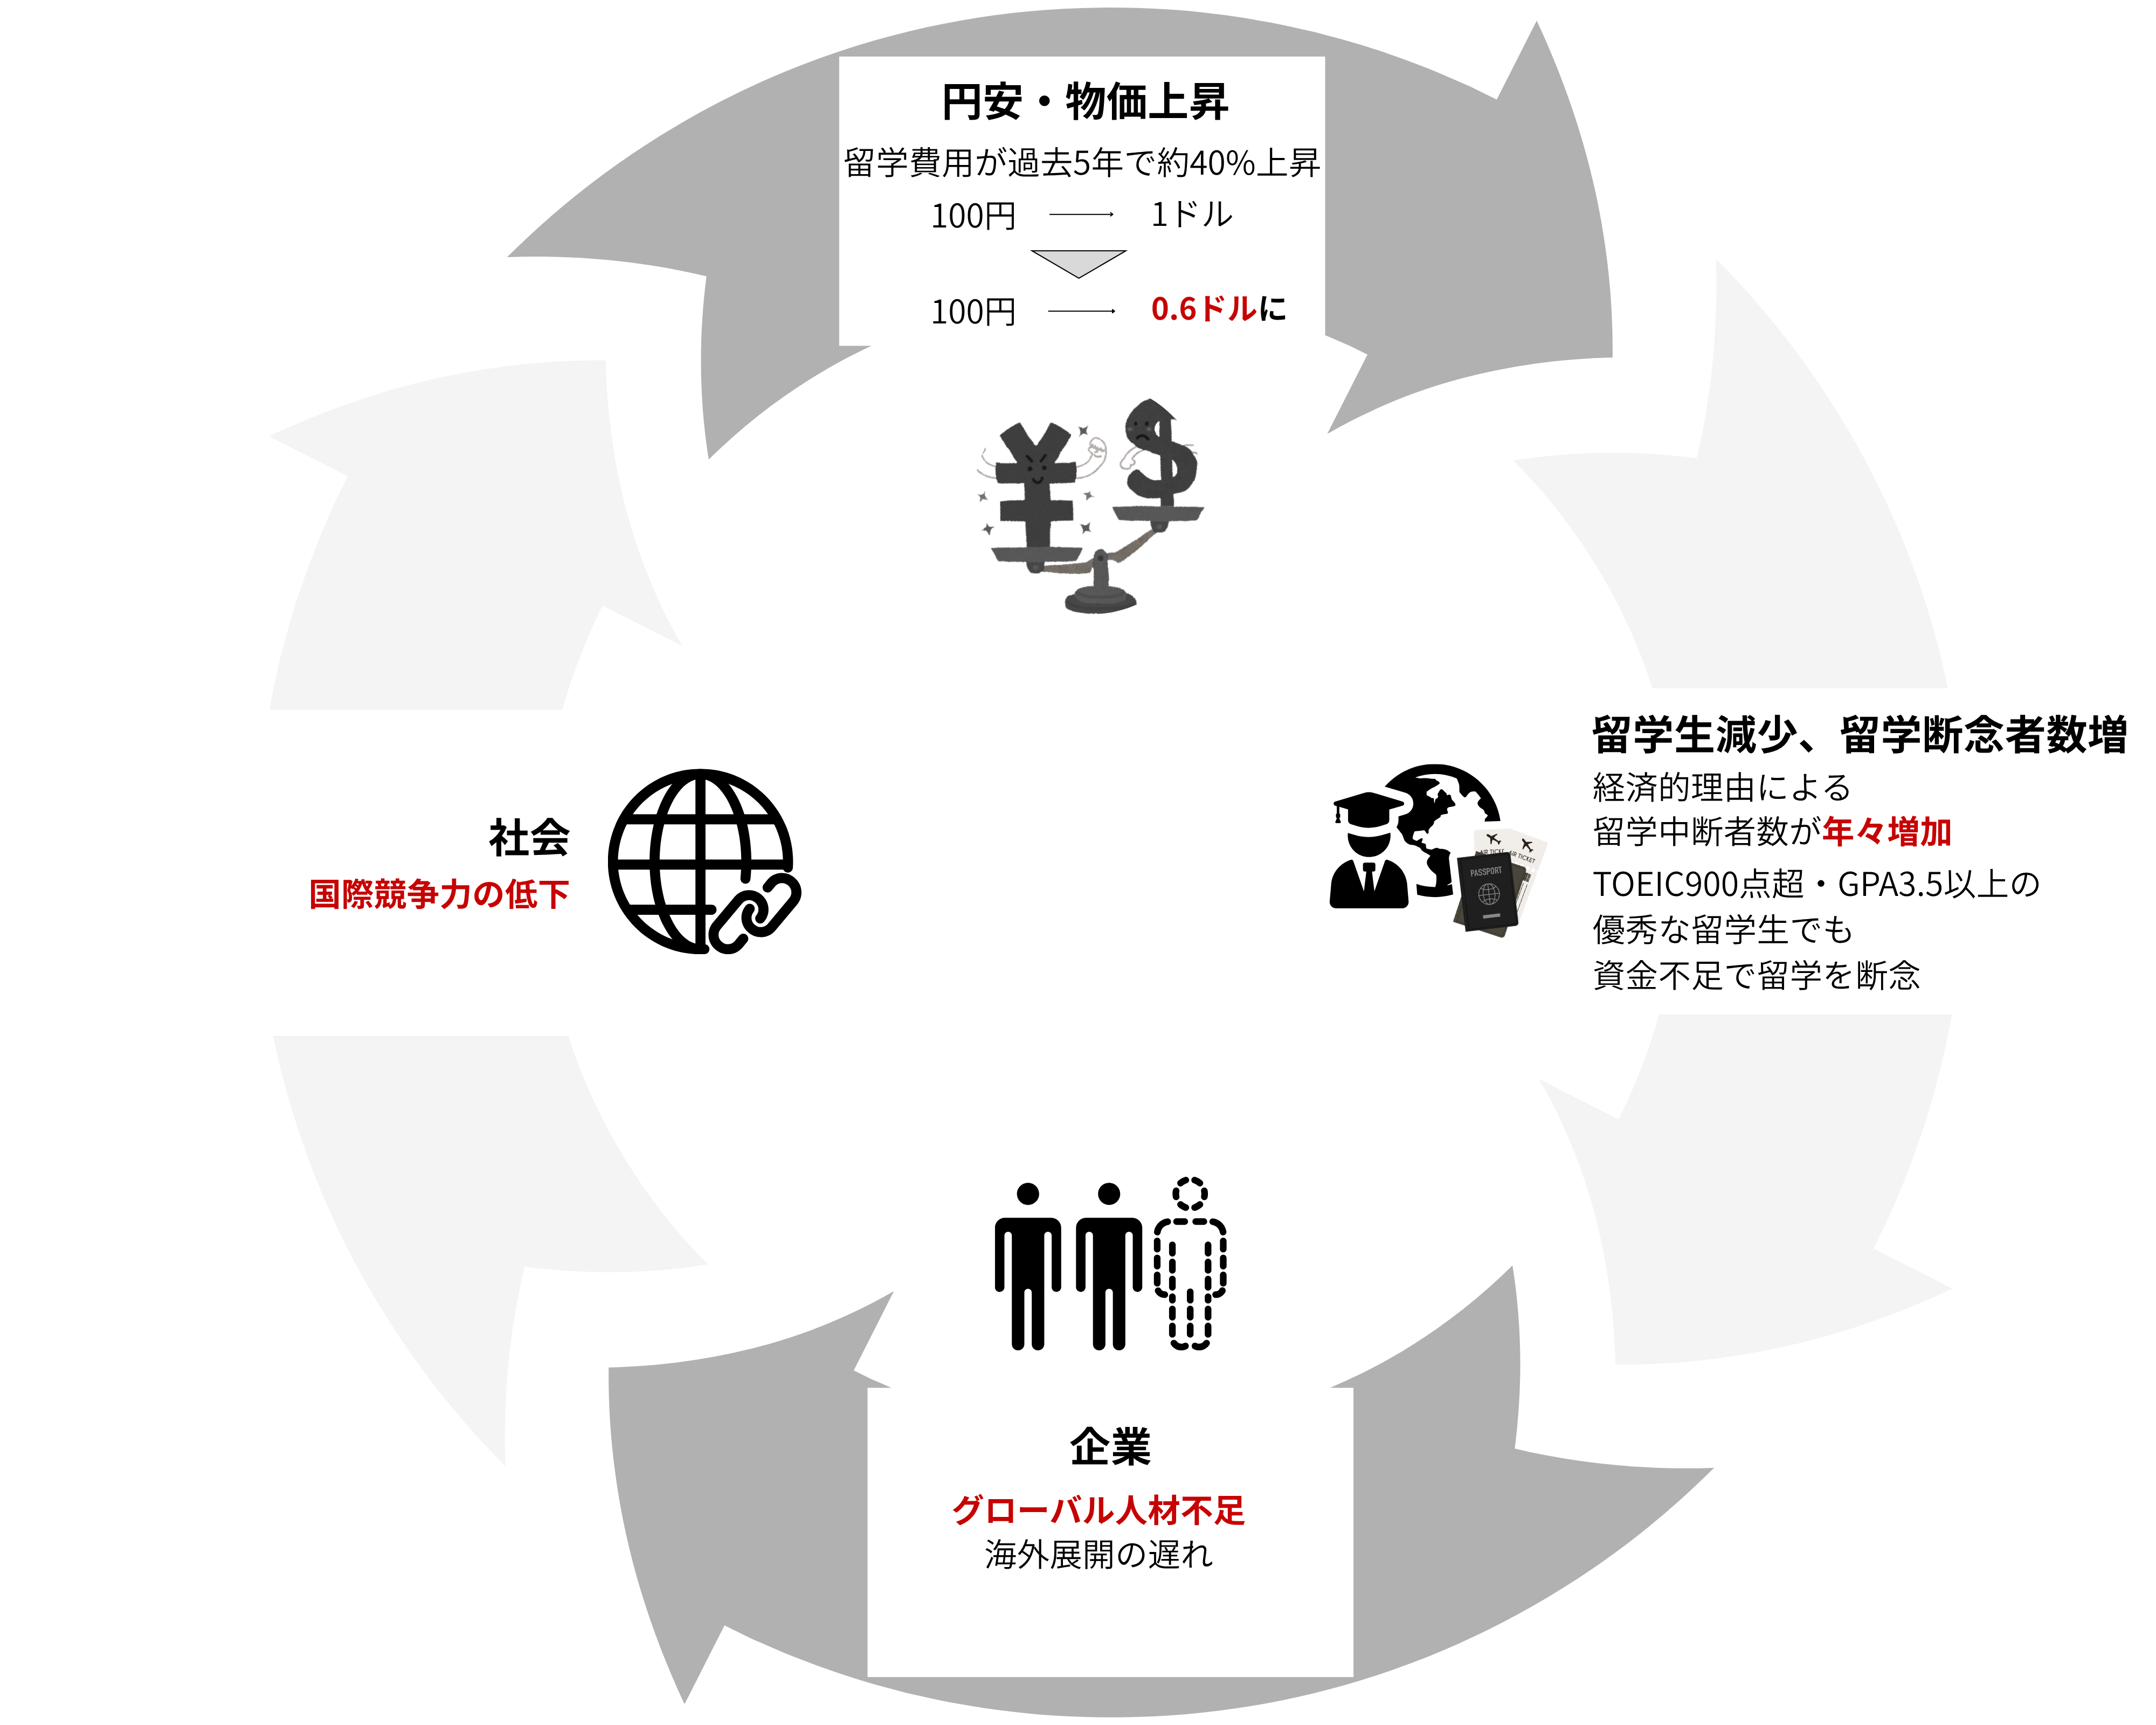 円安・物価上昇
留学費用が過去5年で約40%上昇
100円 1ドル
100円 0.6ドルに
留学生減少、留学断念者数増
経済的理由による
留学中断者数が年々増加
TOEIC900点超・GPA3.5以上の
優秀な留学生でも
資金不足で留学を断念
AIR TICKET
AIR TICKET
PASSPORT
社会
国際競争力の低下
企業
グローバル人材不足
海外展開の遅れ